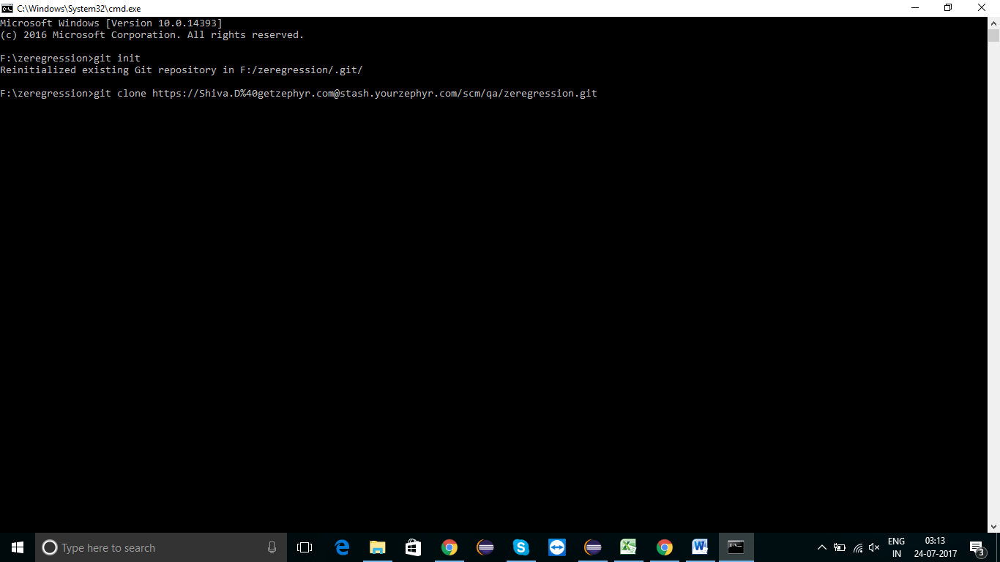 C:\Windows\System32\cmd.exe
Microsoft Windows [Version 10.0.14393]
(c) 2016 Microsoft Corporation. All rights reserved.
F:\zeregression>git init
Reinitialized existing Git repository in F:/zeregression/.git/
F:\zeregression>git clone https://Shiva.D%40getzephyr.com@stash.yourzephyr.com/scm/qa/zeregression.git
Type here to search
ENG
IN
03:13
24-07-2017
3